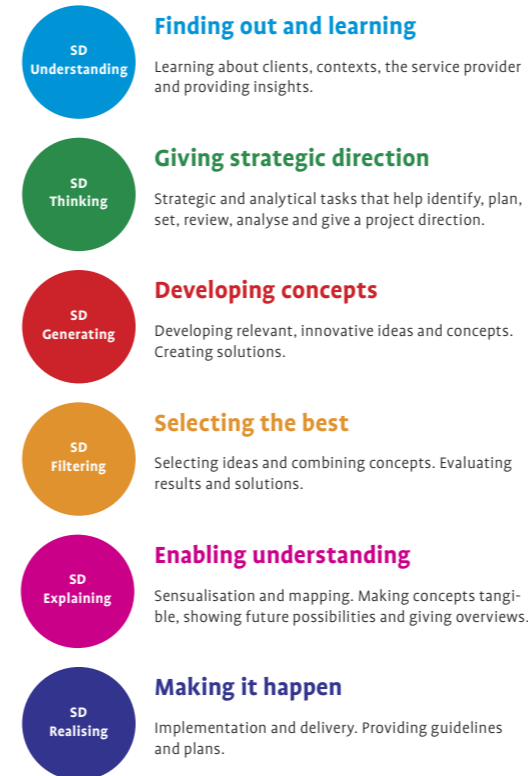 SD
Understanding
Finding out and learning
Learning about clients, contexts, the service provider
and providing insights.
SD
Thinking
Giving strategic direction
Strategic and analytical tasks that help identify, plan,
set, review, analyse and give a project direction.
SD
Generating
Developing concepts
Developing relevant, innovative ideas and concepts.
Creating solutions.
SD
Filtering
Selecting the best
Selecting ideas and combining concepts. Evaluating
results and solutions.
SD
Explaining
Enabling understanding
Sensualisation and mapping. Making concepts tangi-
ble, showing future possibilities and giving overviews.
SD
Realising
Making it happen
Implementation and delivery. Providing guidelines
and plans.